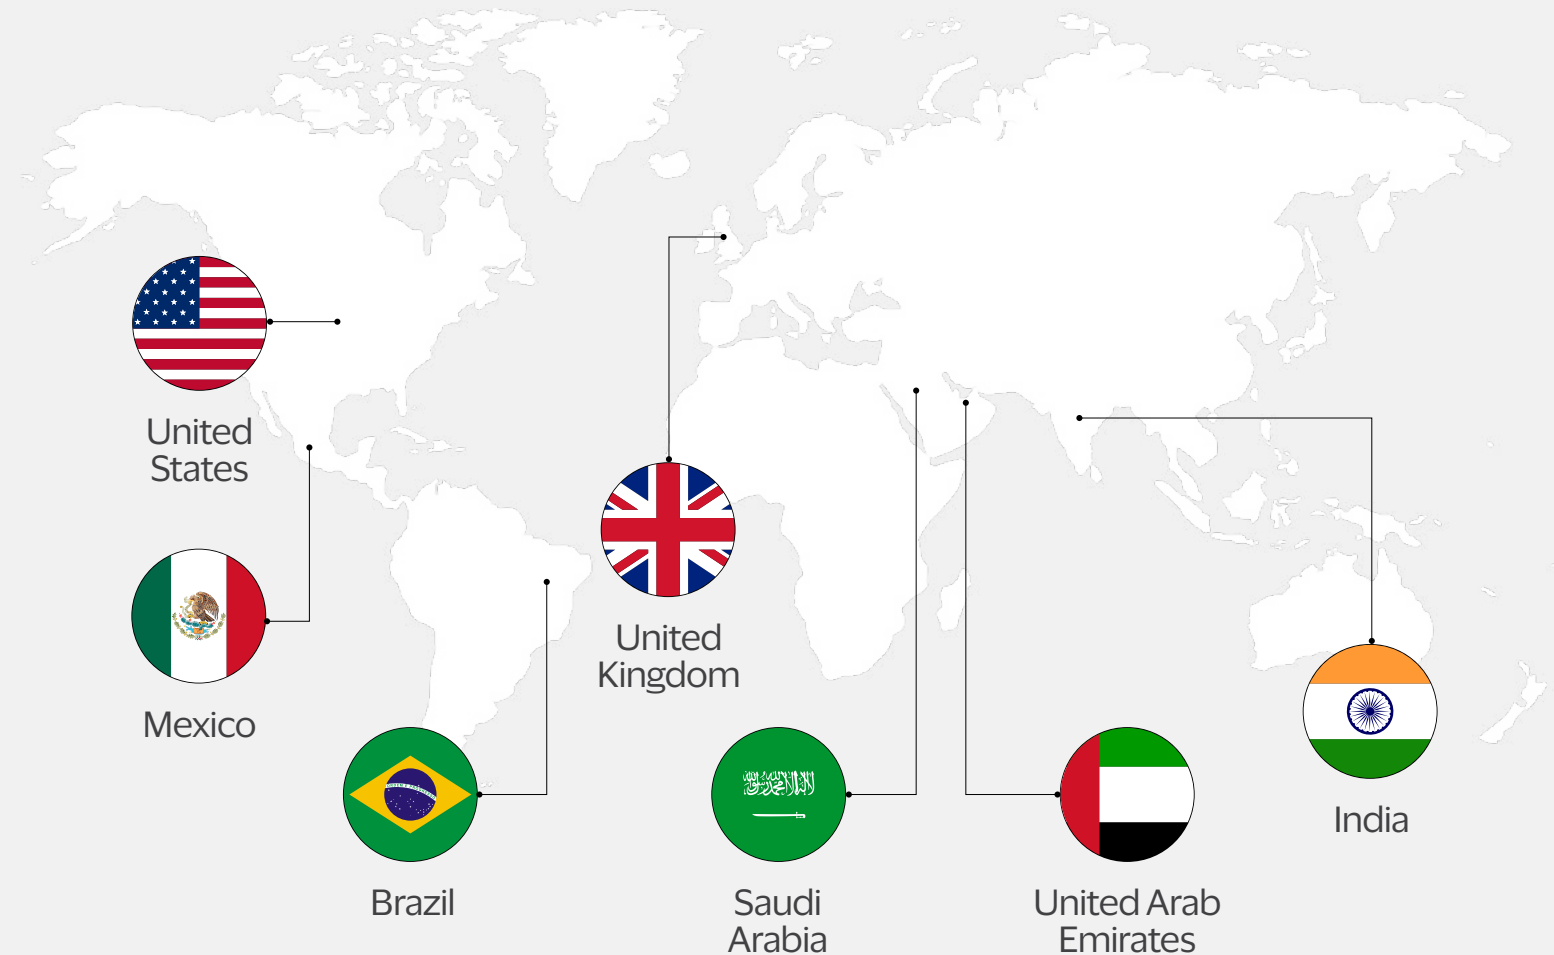 United
States
Mexico
Brazil
United
Kingdom
Saudi
Arabia
United Arab
Emirates
India